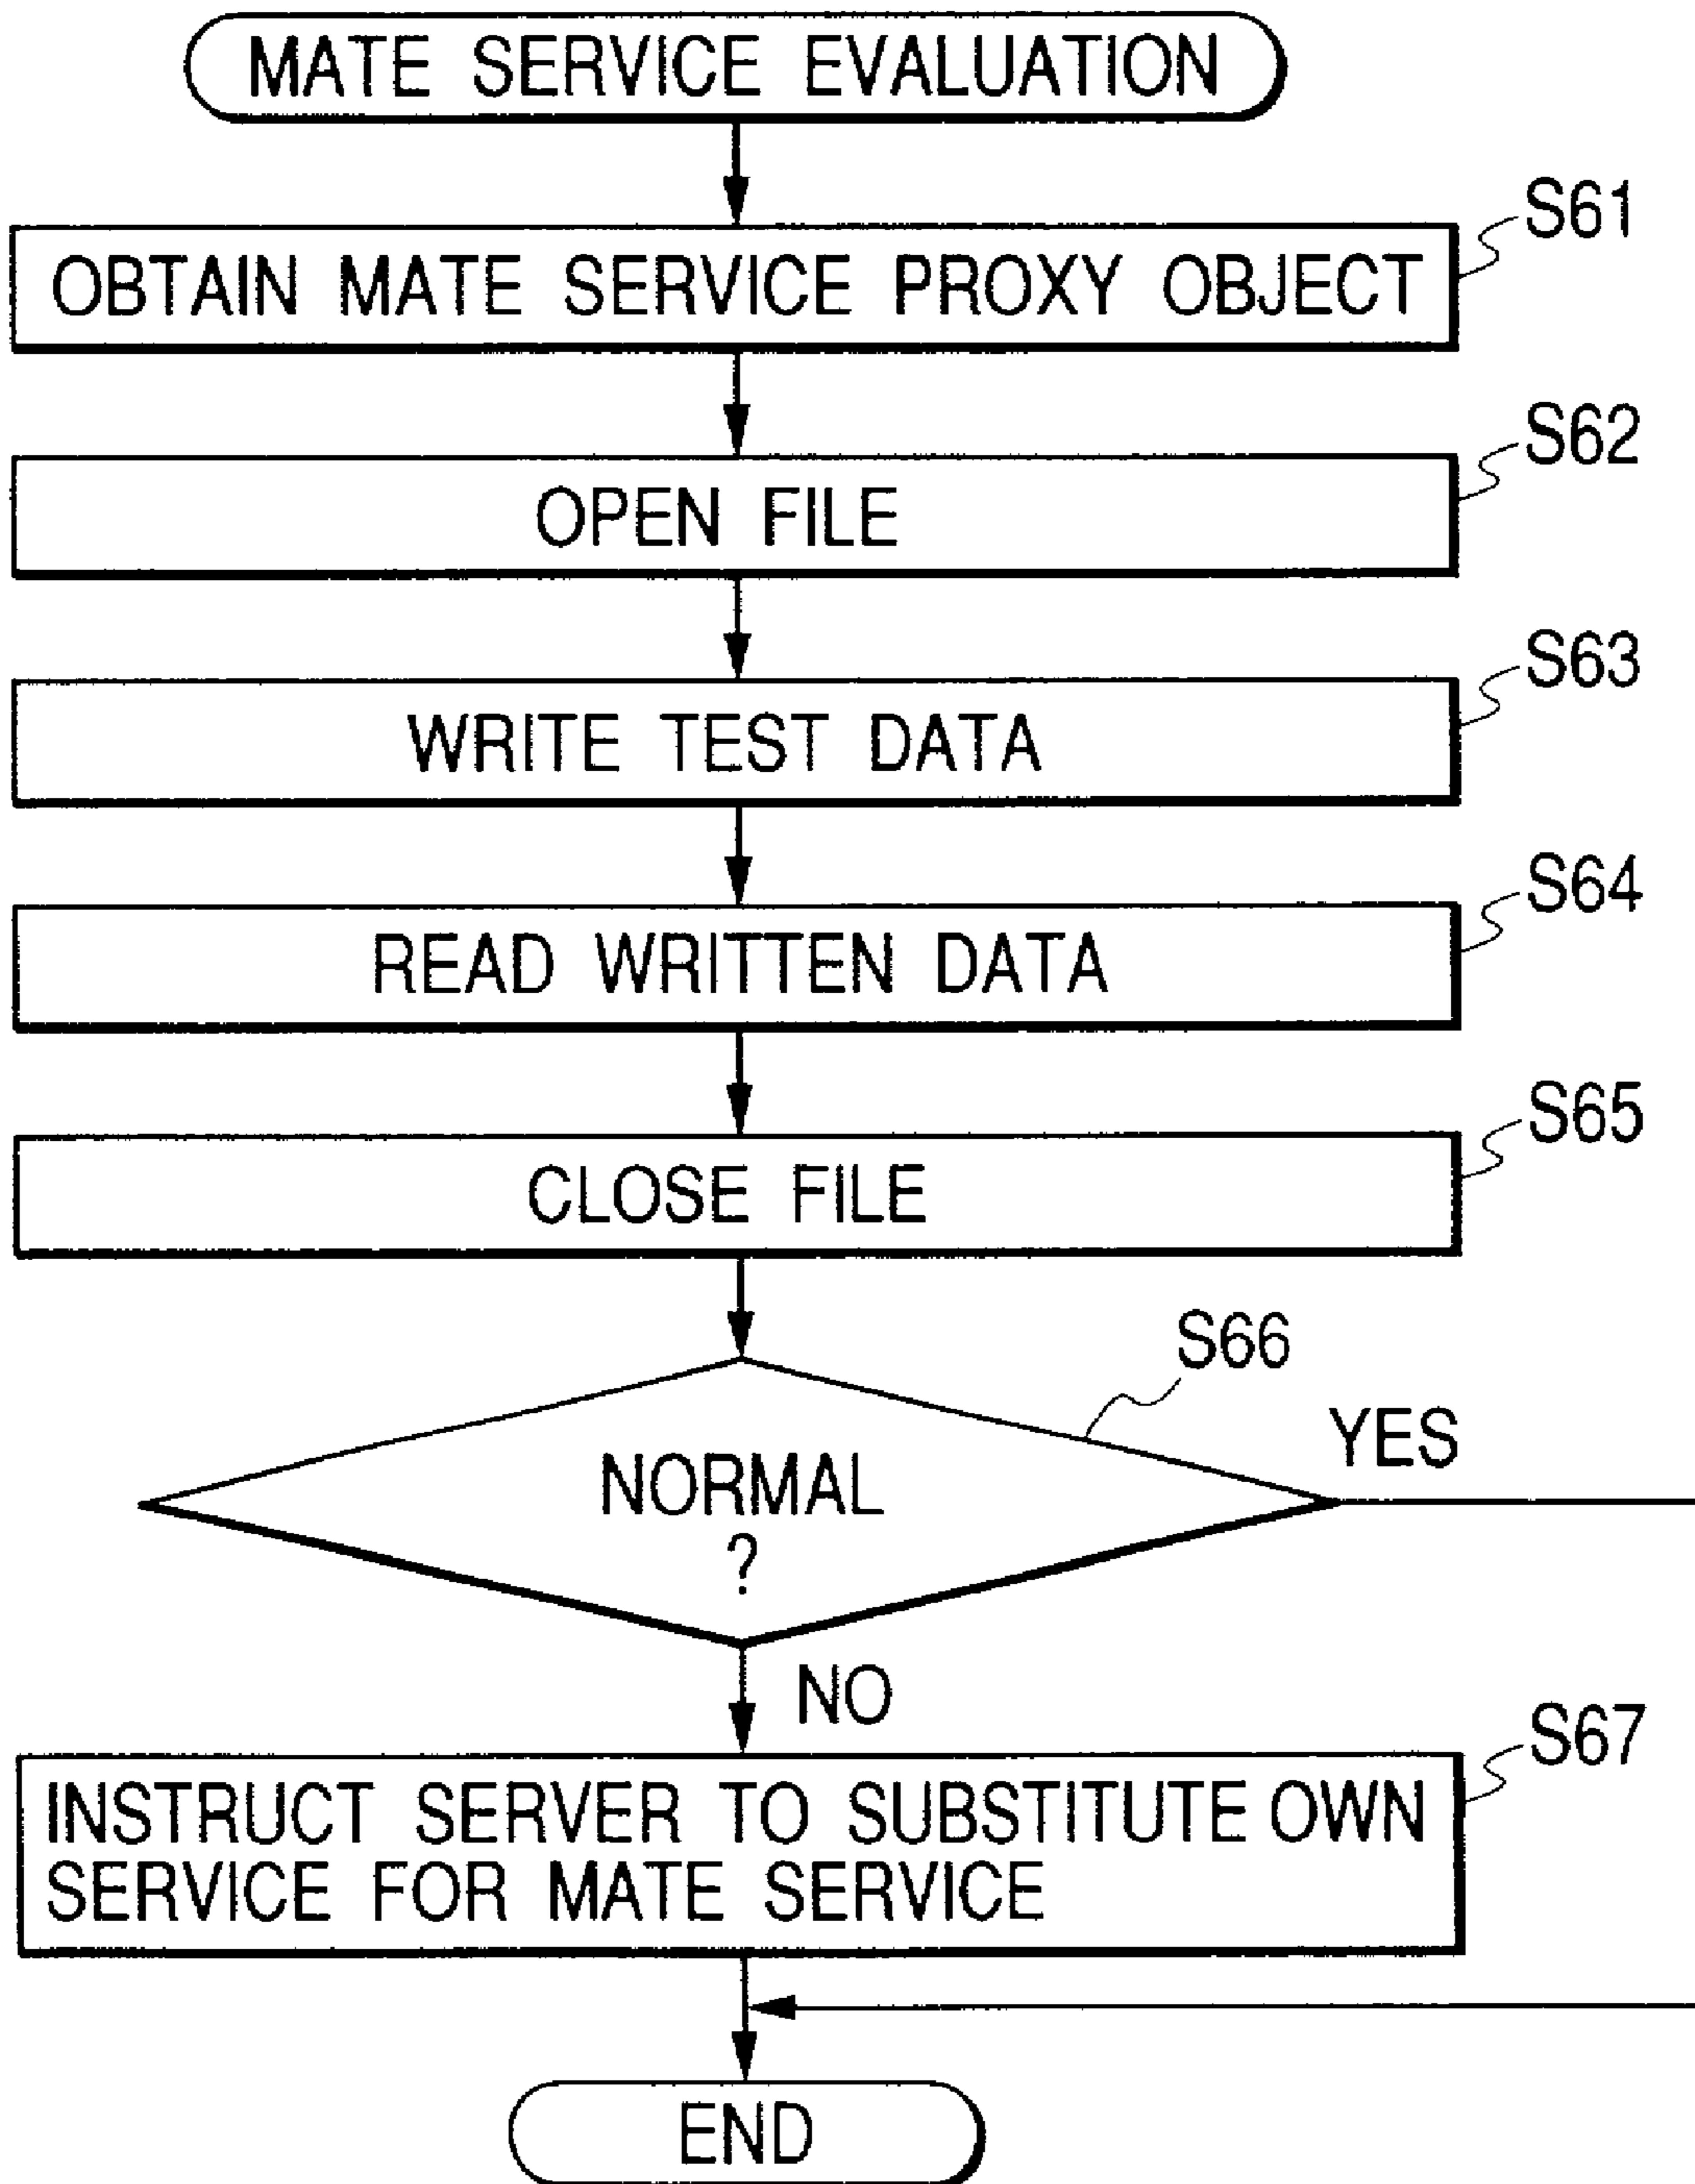 MATE SERVICE EVALUATION
S61
OBTAIN MATE SERVICE PROXY OBJECT
S62
OPEN FILE
S63
WRITE TEST DATA
S64
READ WRITTEN DATA
S65
CLOSE FILE
S66
YES
NORMAL
?
NO
S67
INSTRUCT SERVER TO SUBSTITUTE OWN
SERVICE FOR MATE SERVICE
END